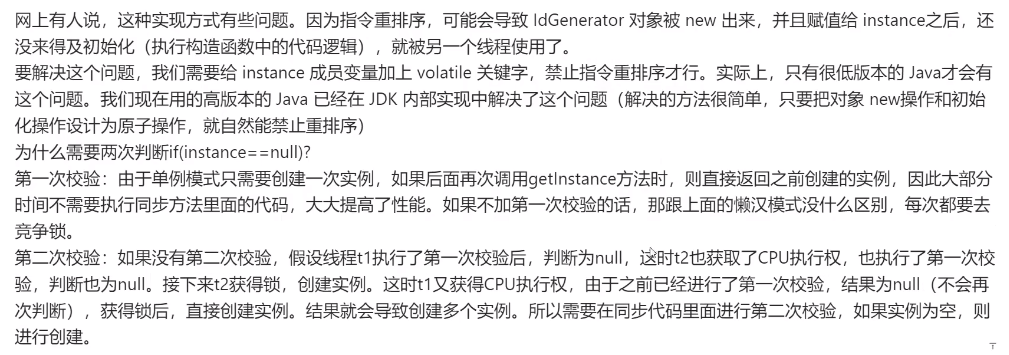 网上有人说，这种实现方式有些问题。因为指令重排序，可能会导致 IdGenerator 对象被 new 出来，并且赋值给 instance之后，还
没来得及初始化（执行构造函数中的代码逻辑），就被另一个线程使用了。
要解决这个问题，我们需要给 instance 成员变量加上 volatile 关键字，禁止指令重排序才行。实际上，只有很低版本的 Java才会有
这个问题。我们现在用的高版本的 Java 已经在 JDK 内部实现中解决了这个问题（解决的方法很简单，只要把对象 new操作和初始
化操作设计为原子操作，就自然能禁止重排序）
为什么需要两次判断if(instance==null)?
第一次校验：由于单例模式只需要创建一次实例，如果后面再次调用getInstance方法时，则直接返回之前创建的实例，因此大部分
时间不需要执行同步方法里面的代码，大大提高了性能。如果不加第一次校验的话，那跟上面的懒汉模式没什么区别，每次都要去
竞争锁。
第二次校验：如果没有第二次校验，假设线程t1执行了第一次校验后，判断为null，这时t2也获取了CPU执行权，也执行了第一次校
验，判断也为null。接下来t2获得锁，创建实例。这时t1又获得CPU执行权，由于之前已经进行了第一次校验，结果为null（不会再
次判断），获得锁后，直接创建实例。结果就会导致创建多个实例。所以需要在同步代码里面进行第二次校验，如果实例为空，则
进行创建。